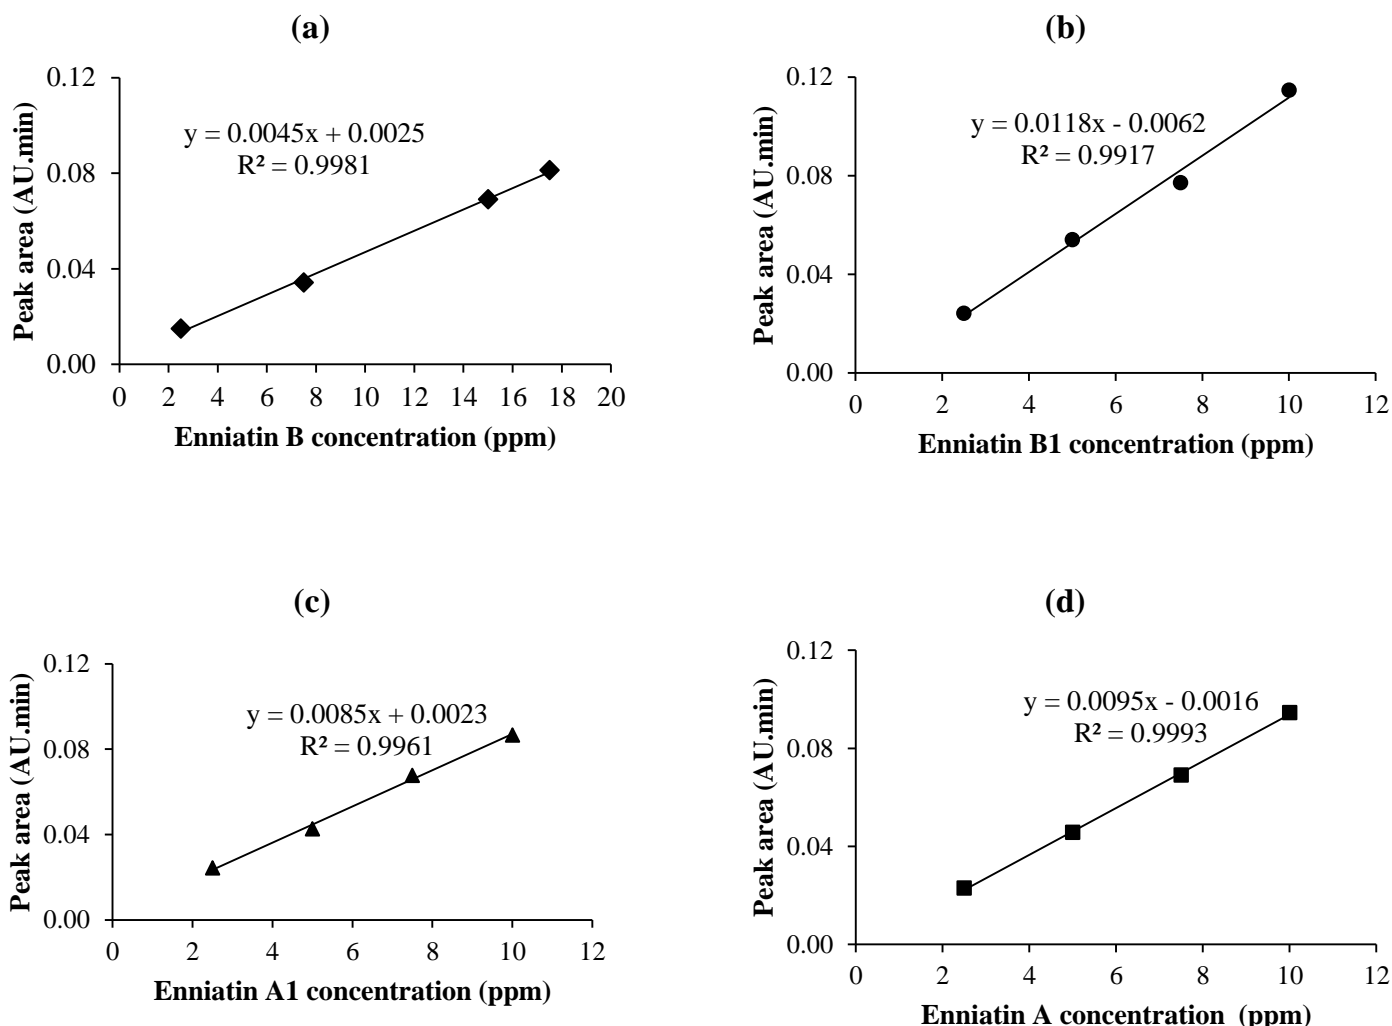 (a)
0.12
0.08
0.04
0.00
Peak area (AU.min)
y = 0.0045x + 0.0025
R² = 0.9981
0 2 4 6 8 10 12 14 16 18 20
Enniatin B concentration (ppm)
(b)
0.12
0.08
0.04
0.00
Peak area (AU.min)
y = 0.0118x - 0.0062
R² = 0.9917
0 2 4 6 8 10 12
Enniatin B1 concentration (ppm)
(c)
0.12
0.08
0.04
0.00
Peak area (AU.min)
y = 0.0085x + 0.0023
R² = 0.9961
0 2 4 6 8 10 12
Enniatin A1 concentration (ppm)
(d)
0.12
0.08
0.04
0.00
Peak area (AU.min)
y = 0.0095x - 0.0016
R² = 0.9993
0 2 4 6 8 10 12
Enniatin A concentration (ppm)